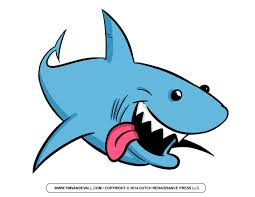 WWW.TIMVANDEVALL.COM | COPYRIGHT © 2014 DUTCH RENAISSANCE PRESS LLC.